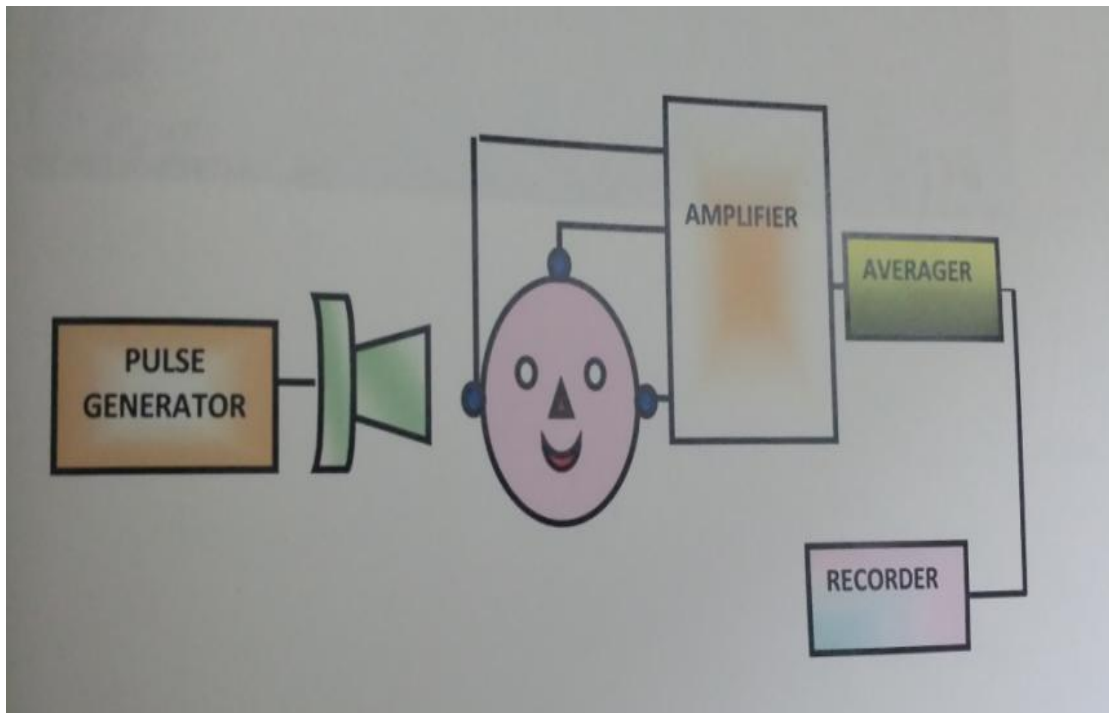 PULSE
GENERATOR
AMPLIFIER
AVERAGER
RECORDER